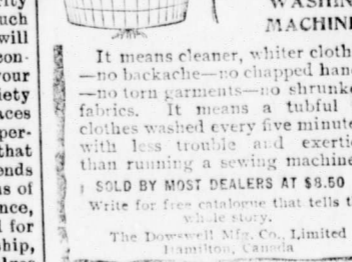 uch
will
con-
your
iety
aces
per-
that
ends
s of
nce,
l for
ship,
WASHIN
MACHINE
It means cleaner, whiter cloth
—no backache—no chapped han
—no torn garments—no shrunke
fabrics. It means a tubful
clothes washed every five minute
with less trouble and exerti
than running a sewing machine
SOLD BY MOST DEALERS AT $8.50
Write for free catalogue that tells t
whole story.
The Dowswell Mfg. Co., Limited
Hamilton, Canada